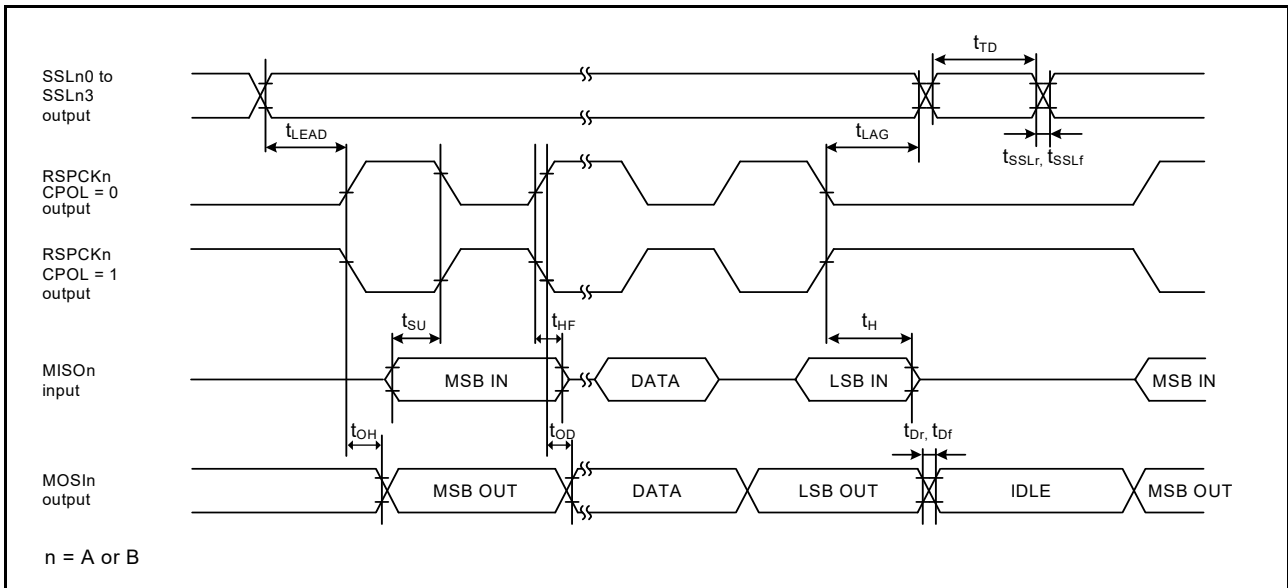 SSLn0 to
SSLn3
output
tTD
tLEAD
tLAG
tSSLr, tSSLf
RSPCKn
CPOL = 0
output
RSPCKn
CPOL = 1
output
tSU
tHF
tH
MISOn
input
MSB IN
DATA
LSB IN
MSB IN
tOH
tOD
tDr, tDf
MOSIn
output
MSB OUT
DATA
LSB OUT
IDLE
MSB OUT
n = A or B